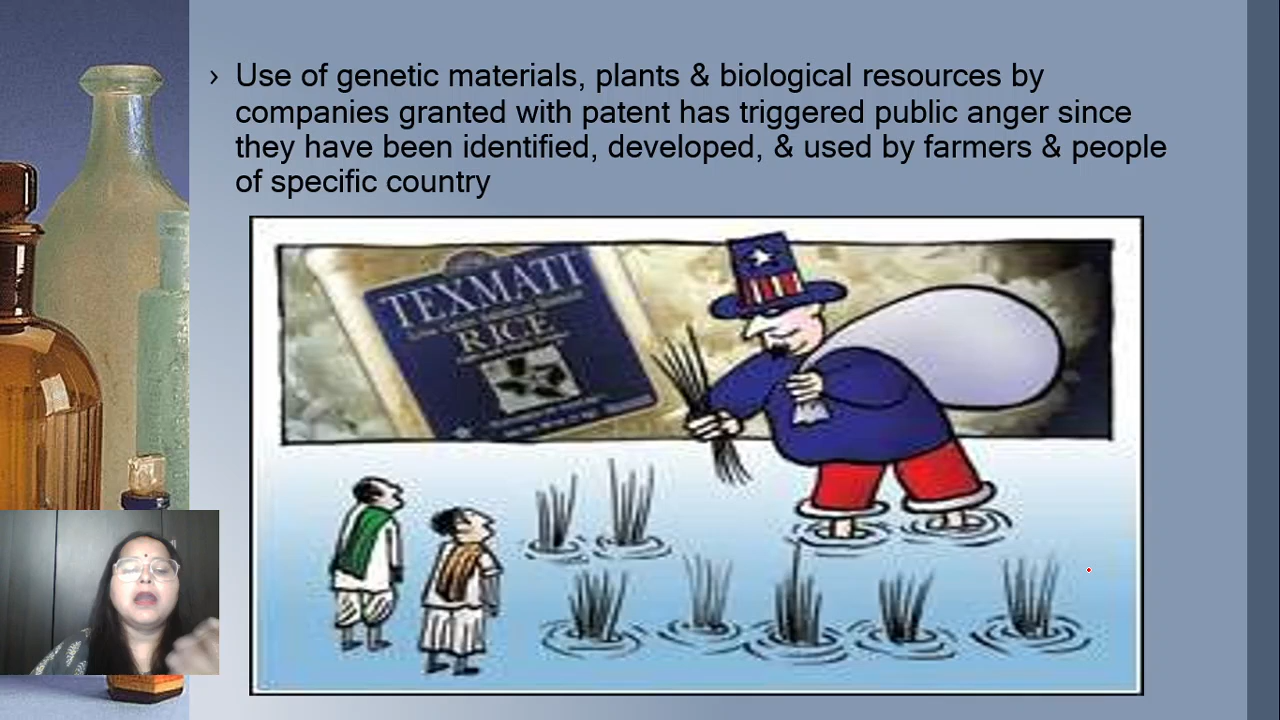 › Use of genetic materials, plants & biological resources by
companies granted with patent has triggered public anger since
they have been identified, developed, & used by farmers & people
of specific country
TEXMATI
RICE